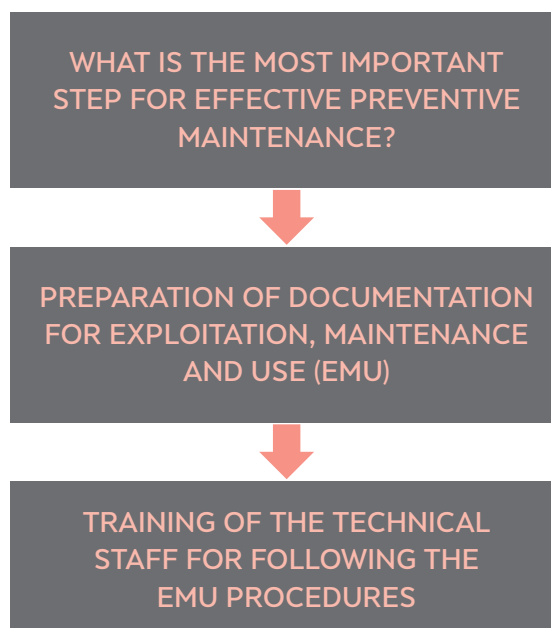 WHAT IS THE MOST IMPORTANT
STEP FOR EFFECTIVE PREVENTIVE
MAINTENANCE?
PREPARATION OF DOCUMENTATION
FOR EXPLOITATION, MAINTENANCE
AND USE (EMU)
TRAINING OF THE TECHNICAL
STAFF FOR FOLLOWING THE
EMU PROCEDURES